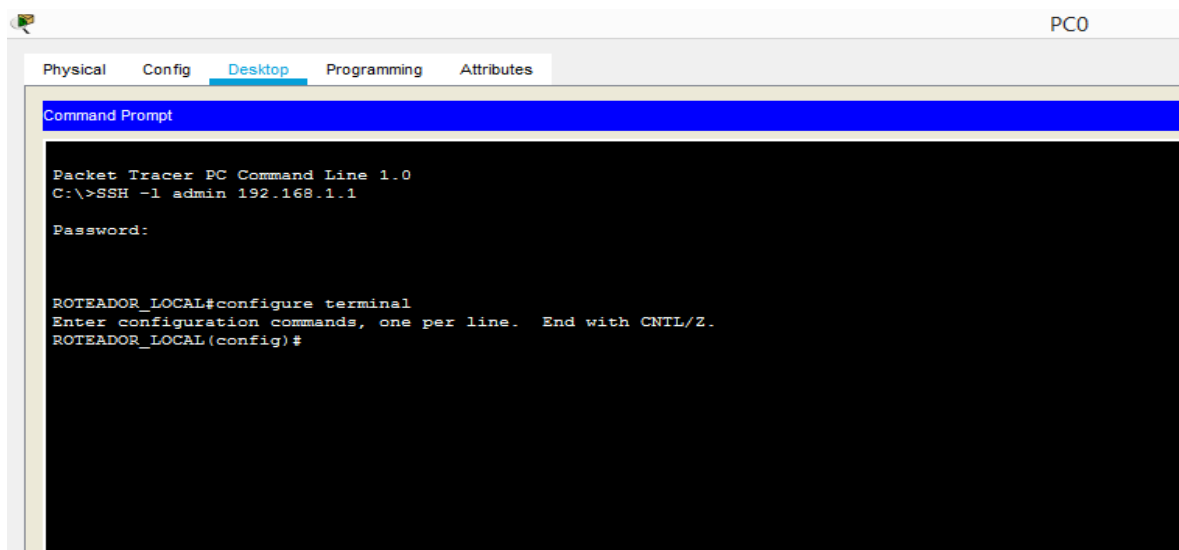 PC0
Physical Config Desktop Programming Attributes
Command Prompt
Packet Tracer PC Command Line 1.0
C:\>SSH -l admin 192.168.1.1
Password:
ROTEADOR_LOCAL#configure terminal
Enter configuration commands, one per line.  End with CNTL/Z.
ROTEADOR_LOCAL(config)#